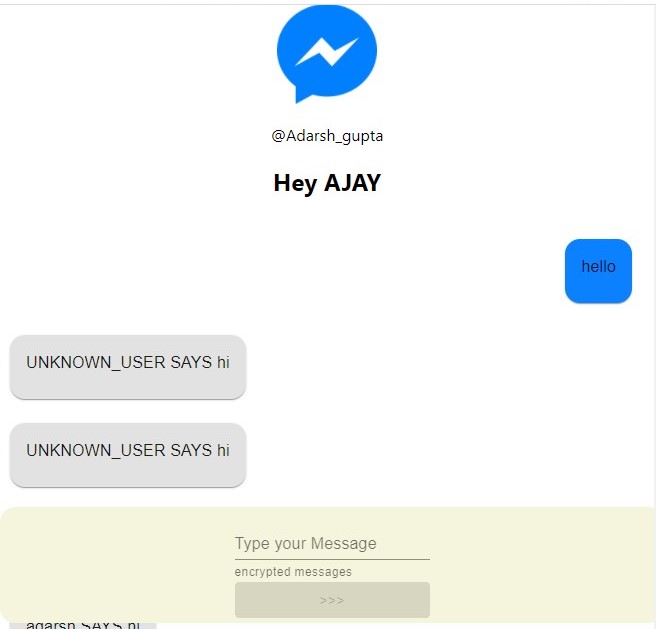 @Adarsh_gupta
Hey AJAY
hello
UNKNOWN_USER SAYS hi
UNKNOWN_USER SAYS hi
Type your Message
encrypted messages
>>>
adarsh SAYS hi